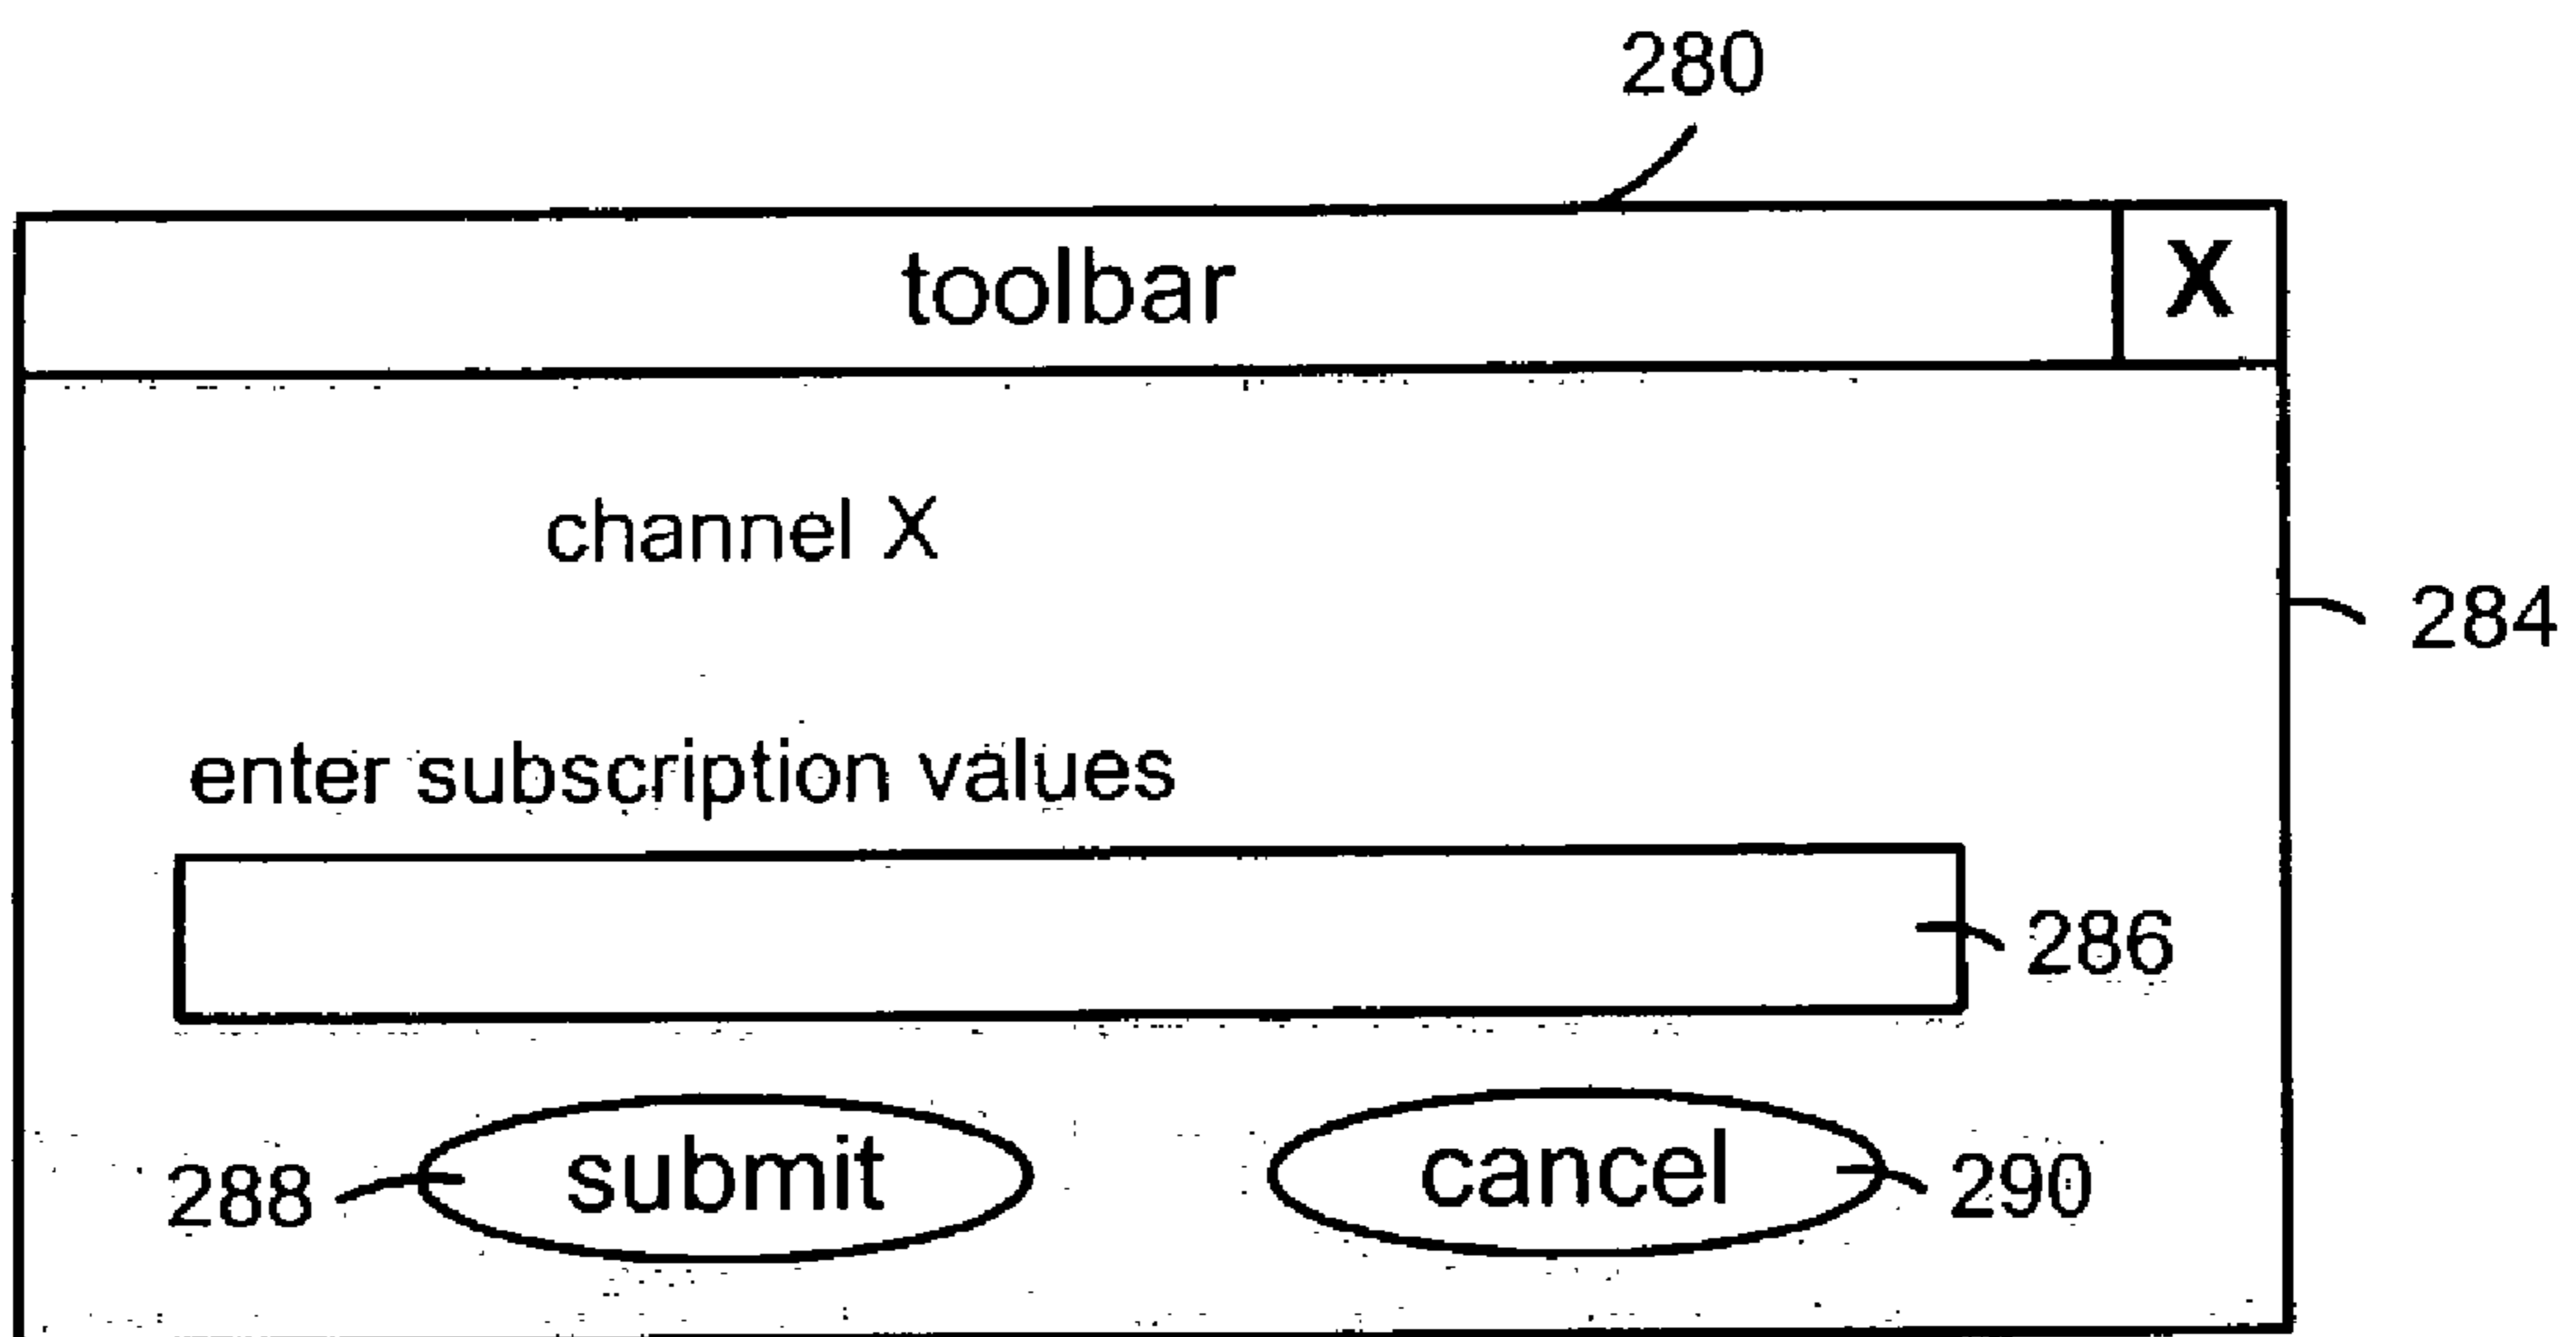 280
toolbar X
channel X
284
enter subscription values
286
288 submit cancel 290